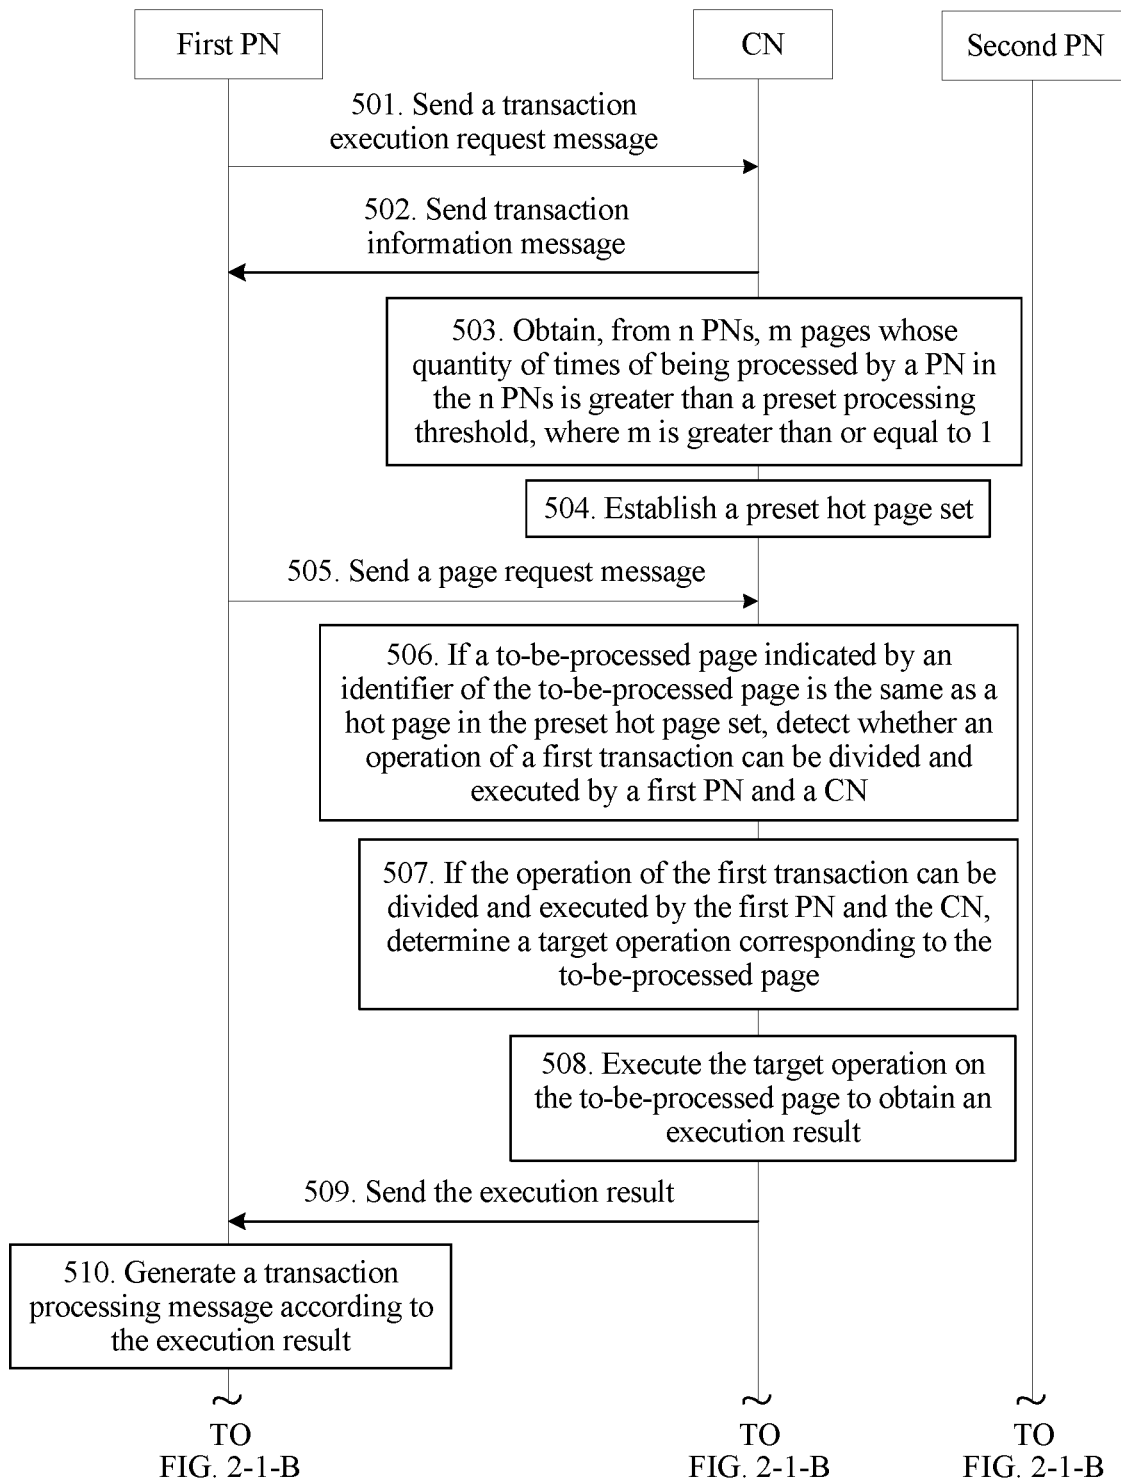 First PN
CN
Second PN
501. Send a transaction
execution request message
502. Send transaction
information message
503. Obtain, from n PNs, m pages whose
quantity of times of being processed by a PN in
the n PNs is greater than a preset processing
threshold, where m is greater than or equal to 1
504. Establish a preset hot page set
505. Send a page request message
506. If a to-be-processed page indicated by an
identifier of the to-be-processed page is the same as a
hot page in the preset hot page set, detect whether an
operation of a first transaction can be divided and
executed by a first PN and a CN
507. If the operation of the first transaction can be
divided and executed by the first PN and the CN,
determine a target operation corresponding to the
to-be-processed page
508. Execute the target operation on
the to-be-processed page to obtain an
execution result
509. Send the execution result
510. Generate a transaction
processing message according to
the execution result
TO
FIG. 2-1-B
TO
FIG. 2-1-B
TO
FIG. 2-1-B